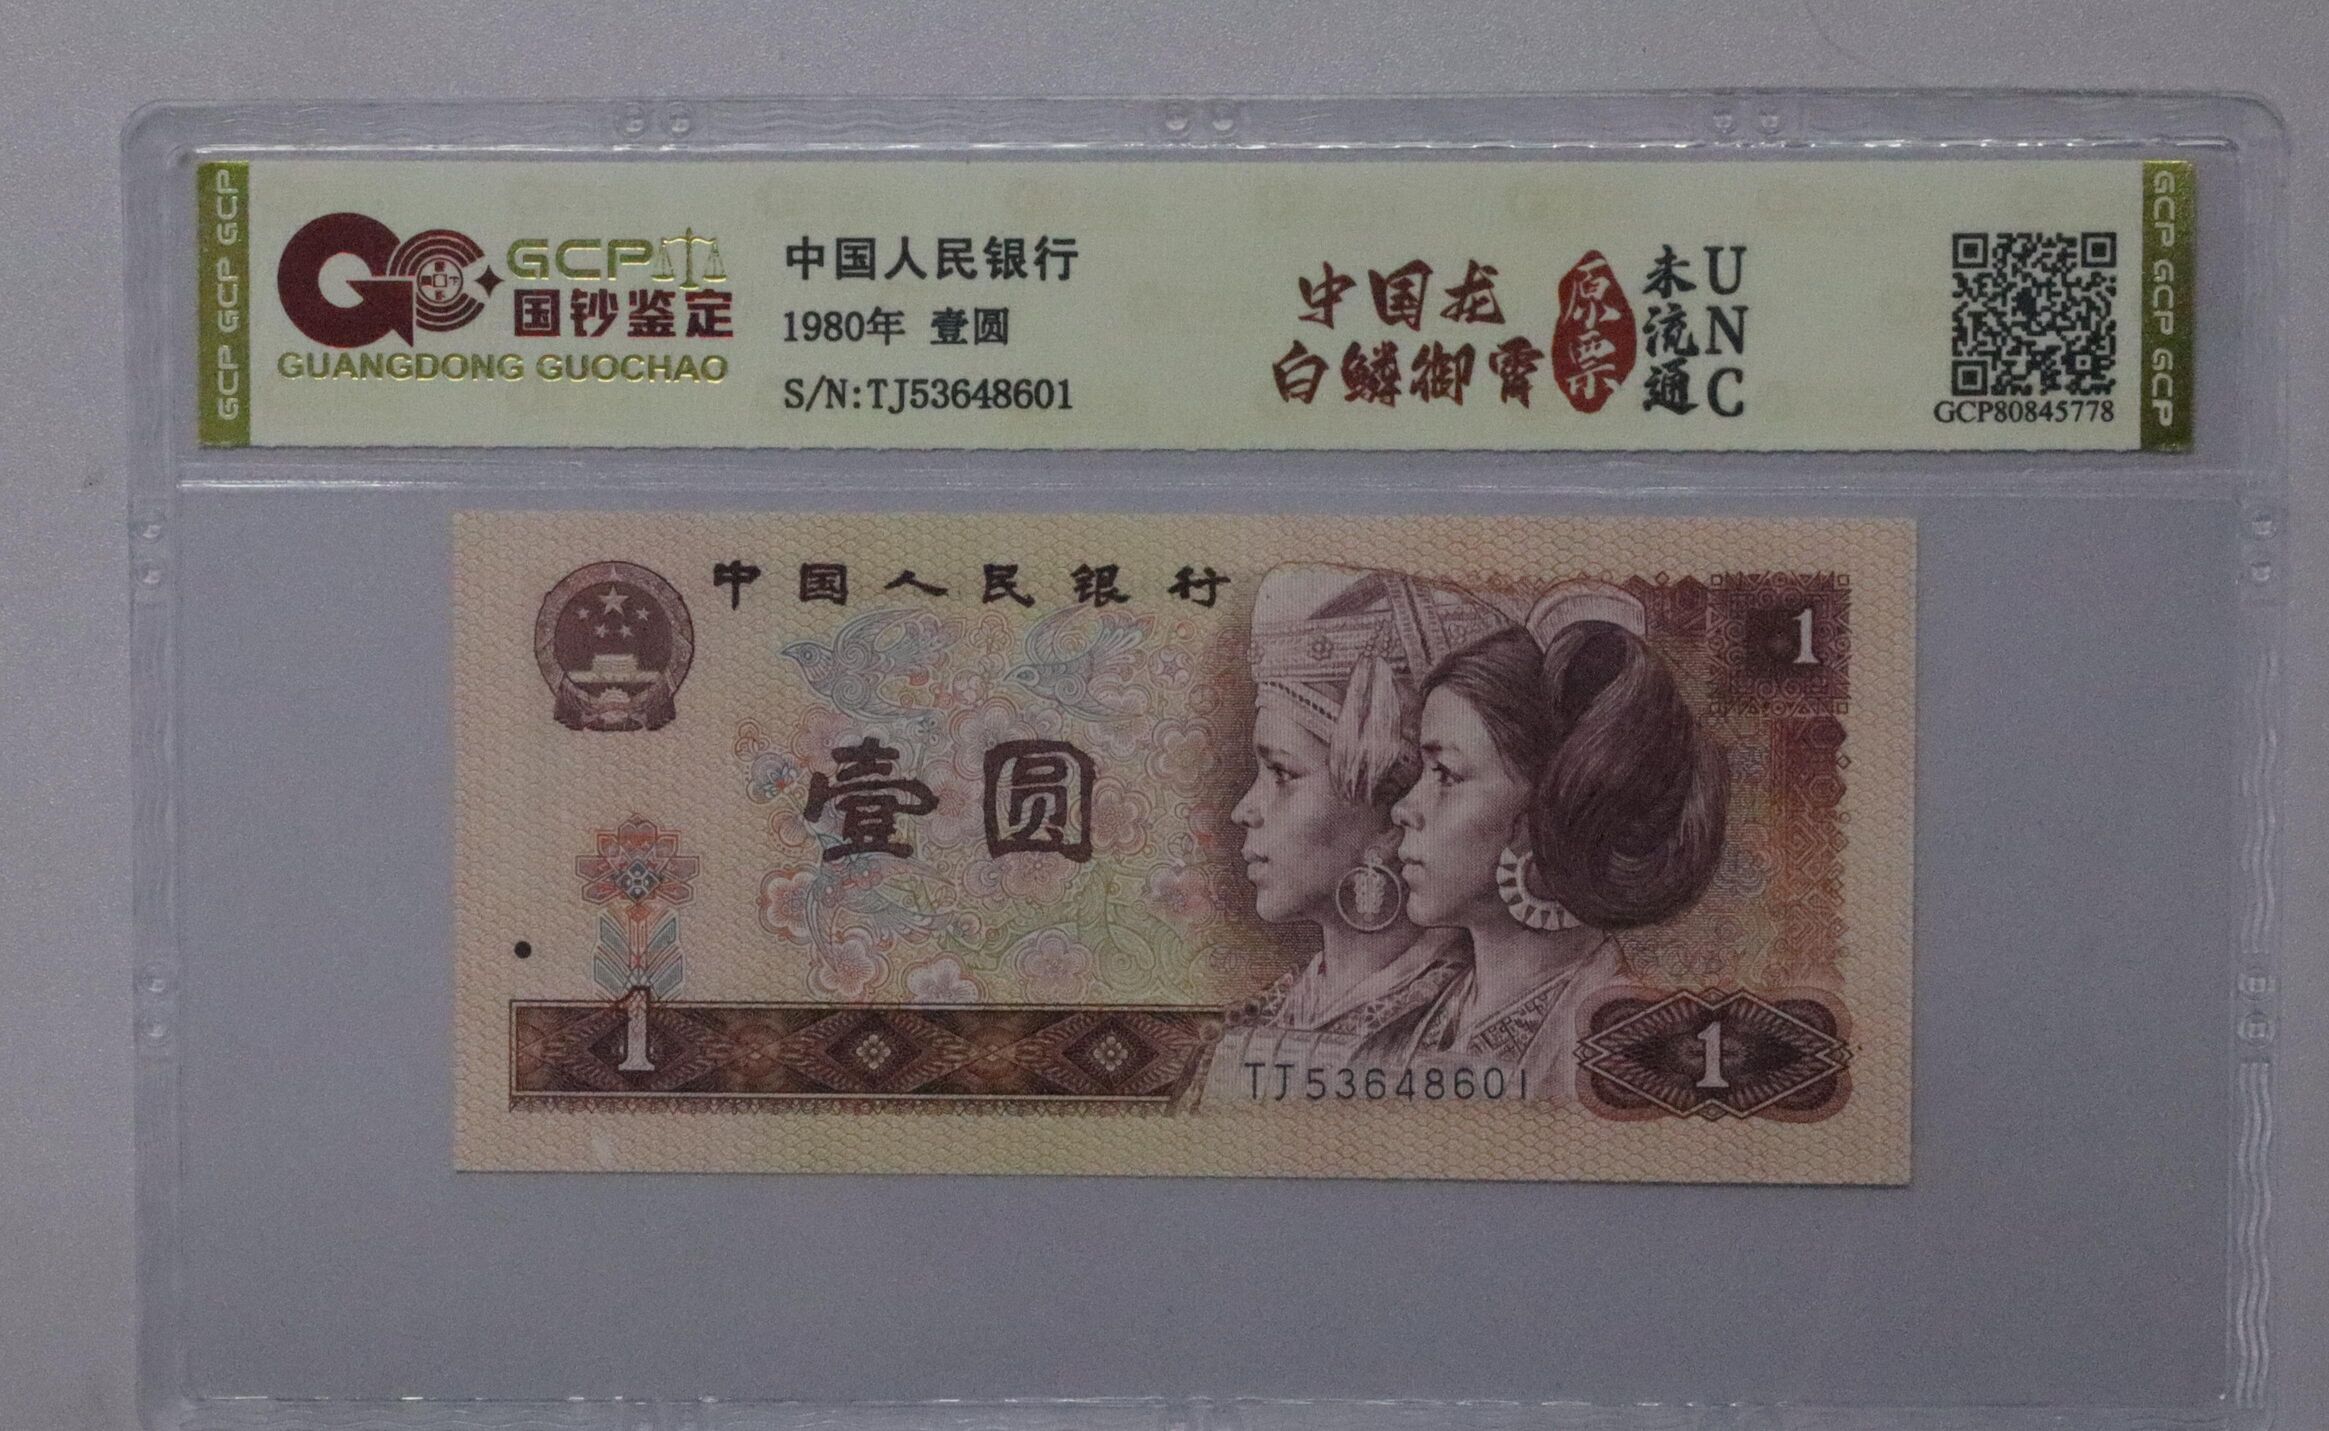 GCP GCP GCP
GCP
国钞鉴定
GUANGDONG GUOCHAO
中国人民银行
1980年 壹圆
S/N:TJ53648601
中国龙
白鳞御霄
原票
未流通
UNC
GCP80845778
GCP GCP GCP
中国人民银行
1
壹圆
1
1
TJ53648601